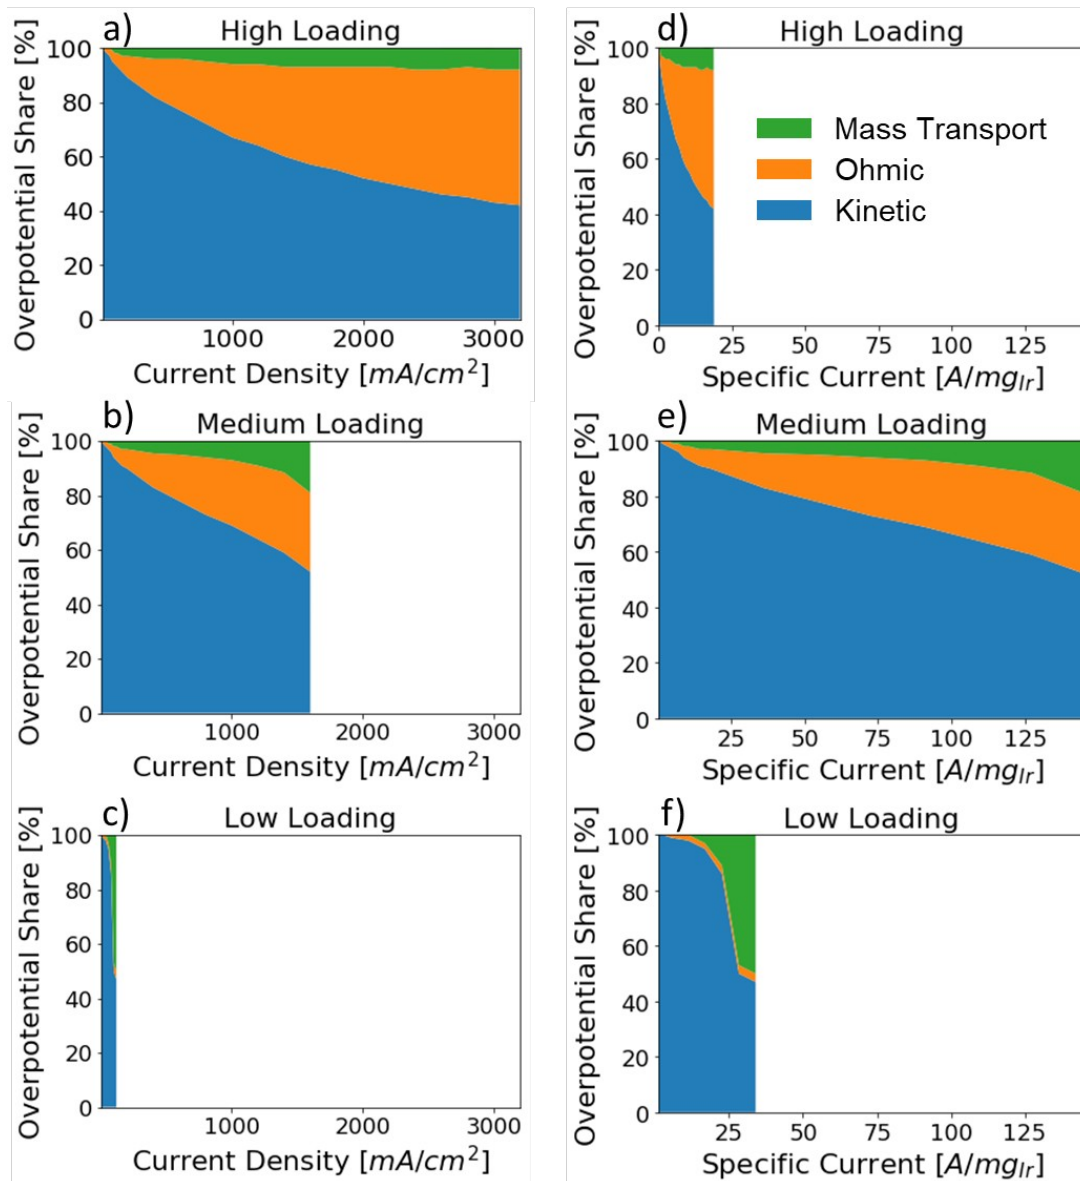 a)
High Loading
Overpotential Share [%]
100
80
60
40
20
0
1000 2000 3000
Current Density [mA/cm²]
d)
High Loading
Overpotential Share [%]
100
80
60
40
20
0
0 25 50 75 100 125
Specific Current [A/mg_Ir]
Mass Transport
Ohmic
Kinetic
b)
Medium Loading
Overpotential Share [%]
100
80
60
40
20
0
1000 2000 3000
Current Density [mA/cm²]
e)
Medium Loading
Overpotential Share [%]
100
80
60
40
20
0
25 50 75 100 125
Specific Current [A/mg_Ir]
c)
Low Loading
Overpotential Share [%]
100
80
60
40
20
0
1000 2000 3000
Current Density [mA/cm²]
f)
Low Loading
Overpotential Share [%]
100
80
60
40
20
0
25 50 75 100 125
Specific Current [A/mg_Ir]